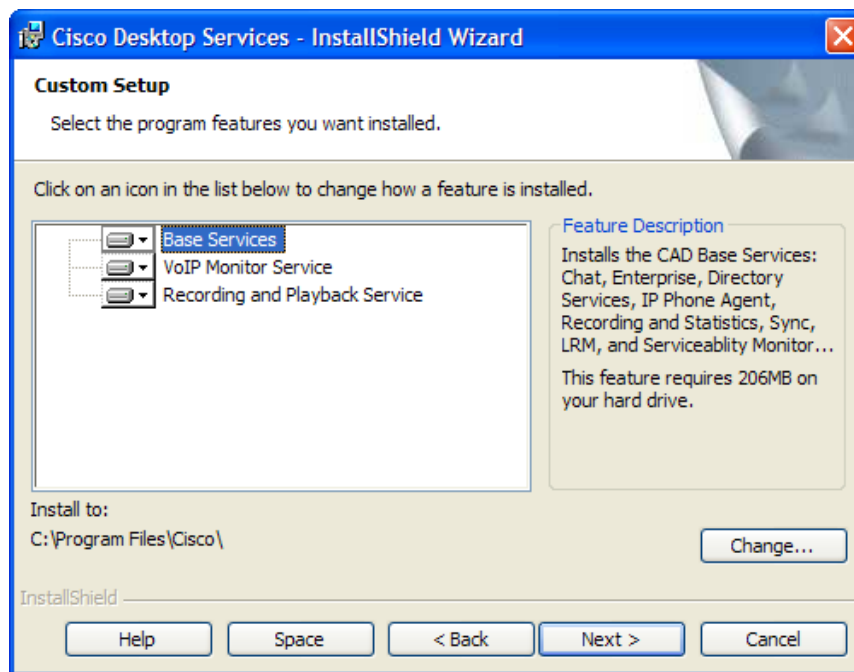 Cisco Desktop Services - InstallShield Wizard
Custom Setup
Select the program features you want installed.
Click on an icon in the list below to change how a feature is installed.
Base Services
VoIP Monitor Service
Recording and Playback Service
Feature Description
Installs the CAD Base Services:
Chat, Enterprise, Directory
Services, IP Phone Agent,
Recording and Statistics, Sync,
LRM, and Serviceablity Monitor...
This feature requires 206MB on
your hard drive.
Install to:
C:\Program Files\Cisco\
Change...
InstallShield
Help
Space
< Back
Next >
Cancel